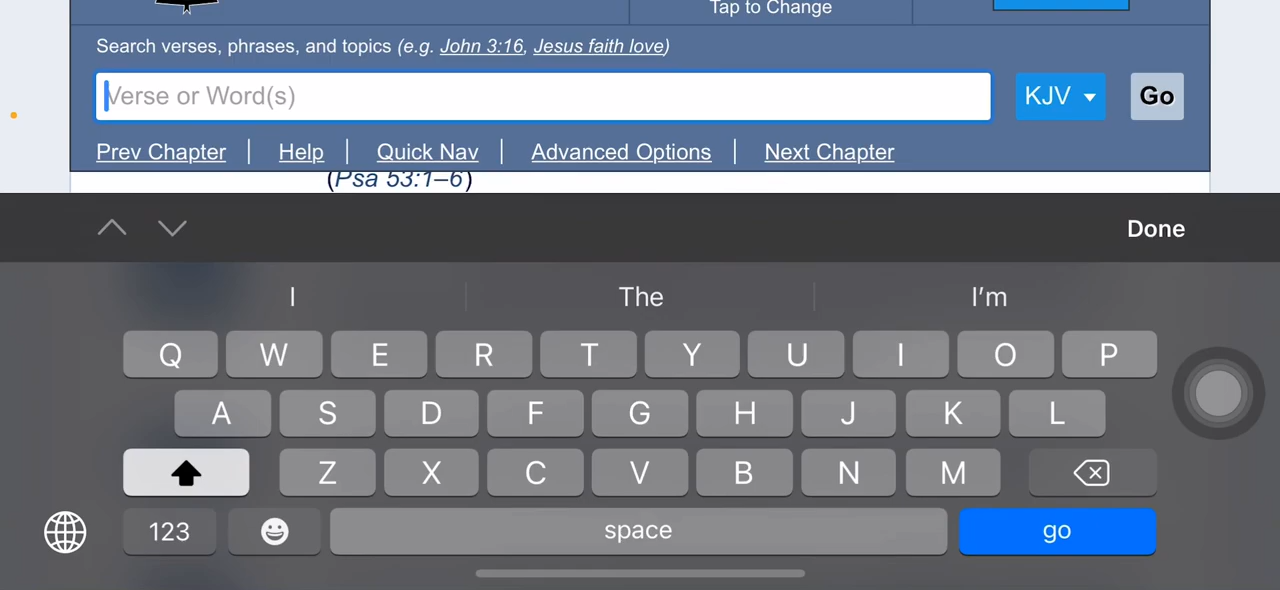 Tap to Change
Search verses, phrases, and topics (e.g. John 3:16, Jesus faith love)
Verse or Word(s)
KJV
Go
Prev Chapter | Help | Quick Nav | Advanced Options | Next Chapter
(Psa 53:1–6)
Done
I The I’m
Q W E R T Y U I O P
A S D F G H J K L
Z X C V B N M
123 space go